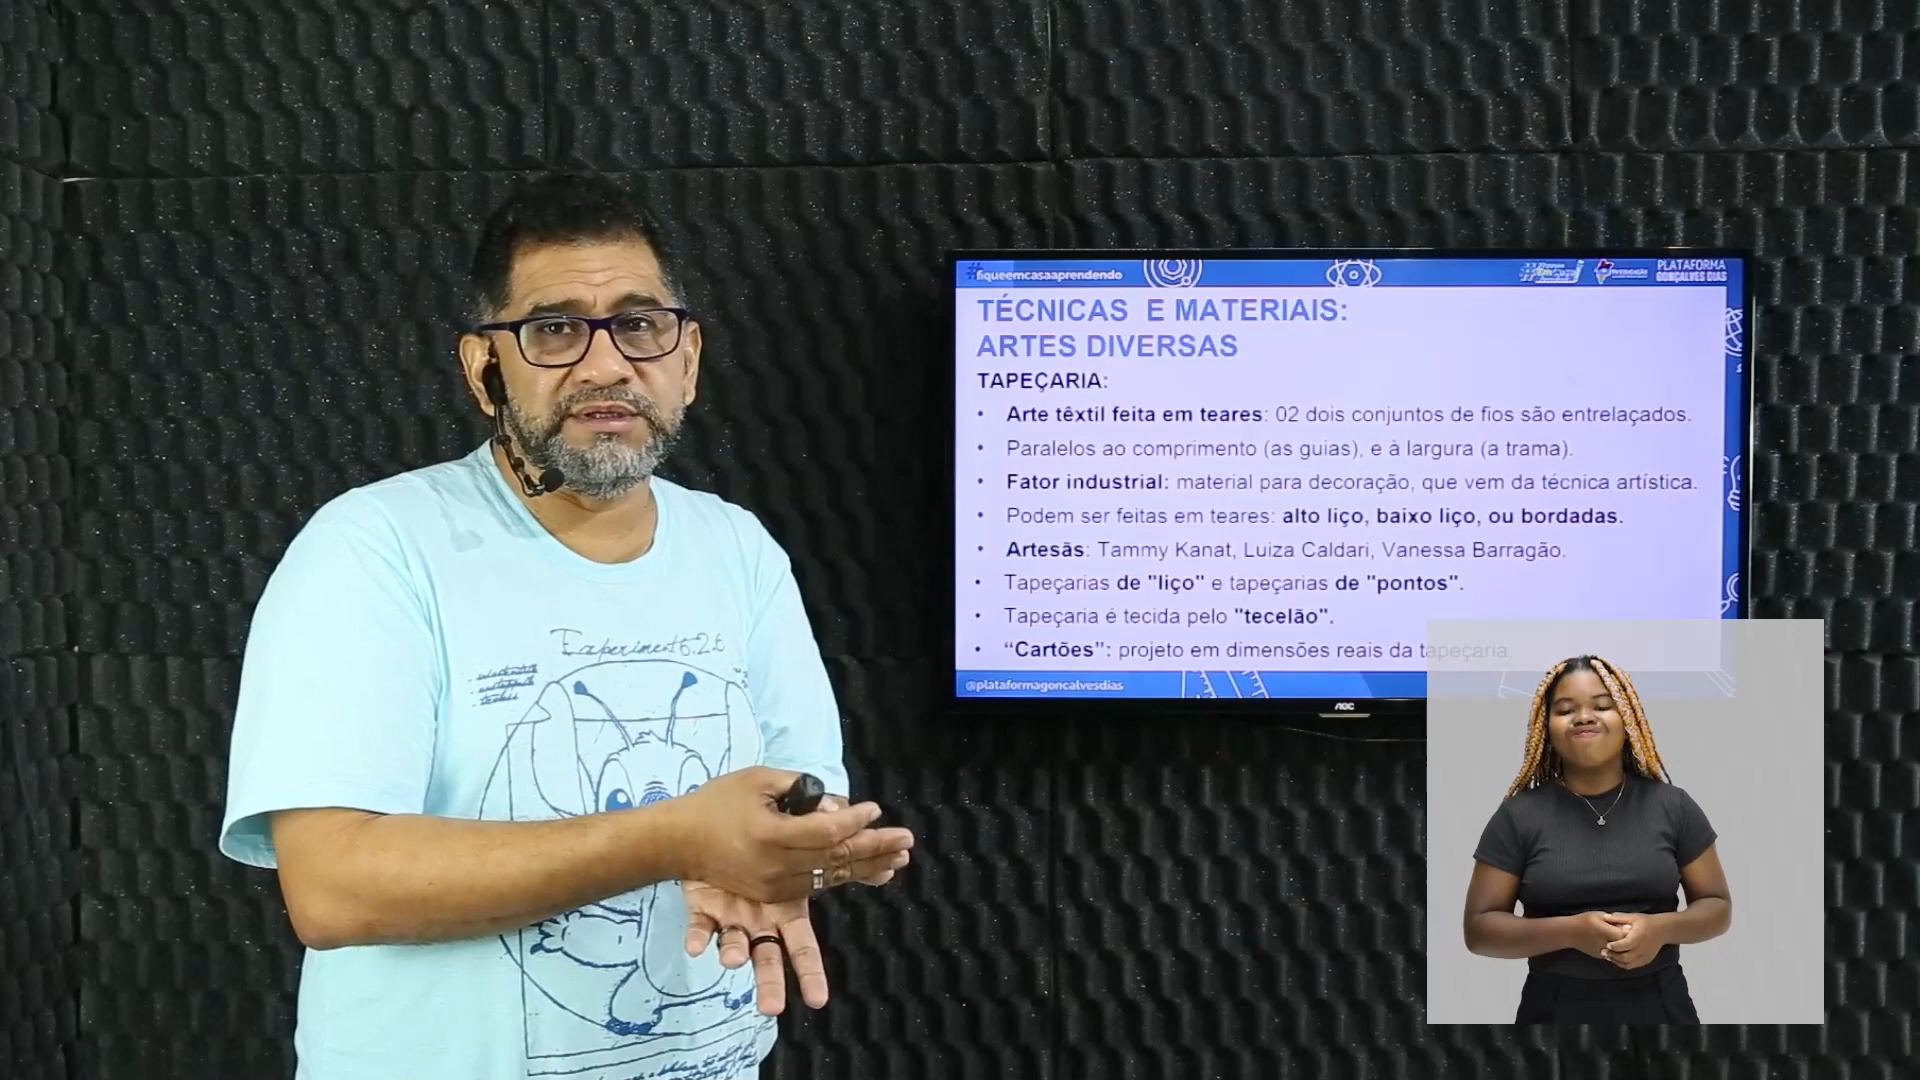 #fiqueemcasaaprendendo
PLATAFORMA
GONÇALVES DIAS
TÉCNICAS E MATERIAIS:
ARTES DIVERSAS
TAPEÇARIA:
• Arte têxtil feita em teares: 02 dois conjuntos de fios são entrelaçados.
• Paralelos ao comprimento (as guias), e à largura (a trama).
• Fator industrial: material para decoração, que vem da técnica artística.
• Podem ser feitas em teares: alto liço, baixo liço, ou bordadas.
• Artesãs: Tammy Kanat, Luiza Caldari, Vanessa Barragão.
• Tapeçarias de "liço" e tapeçarias de "pontos".
• Tapeçaria é tecida pelo "tecelão".
• “Cartões”: projeto em dimensões reais da tapeçaria.
@plataformagoncalvesdias
AOC
Experiment 6.2.6